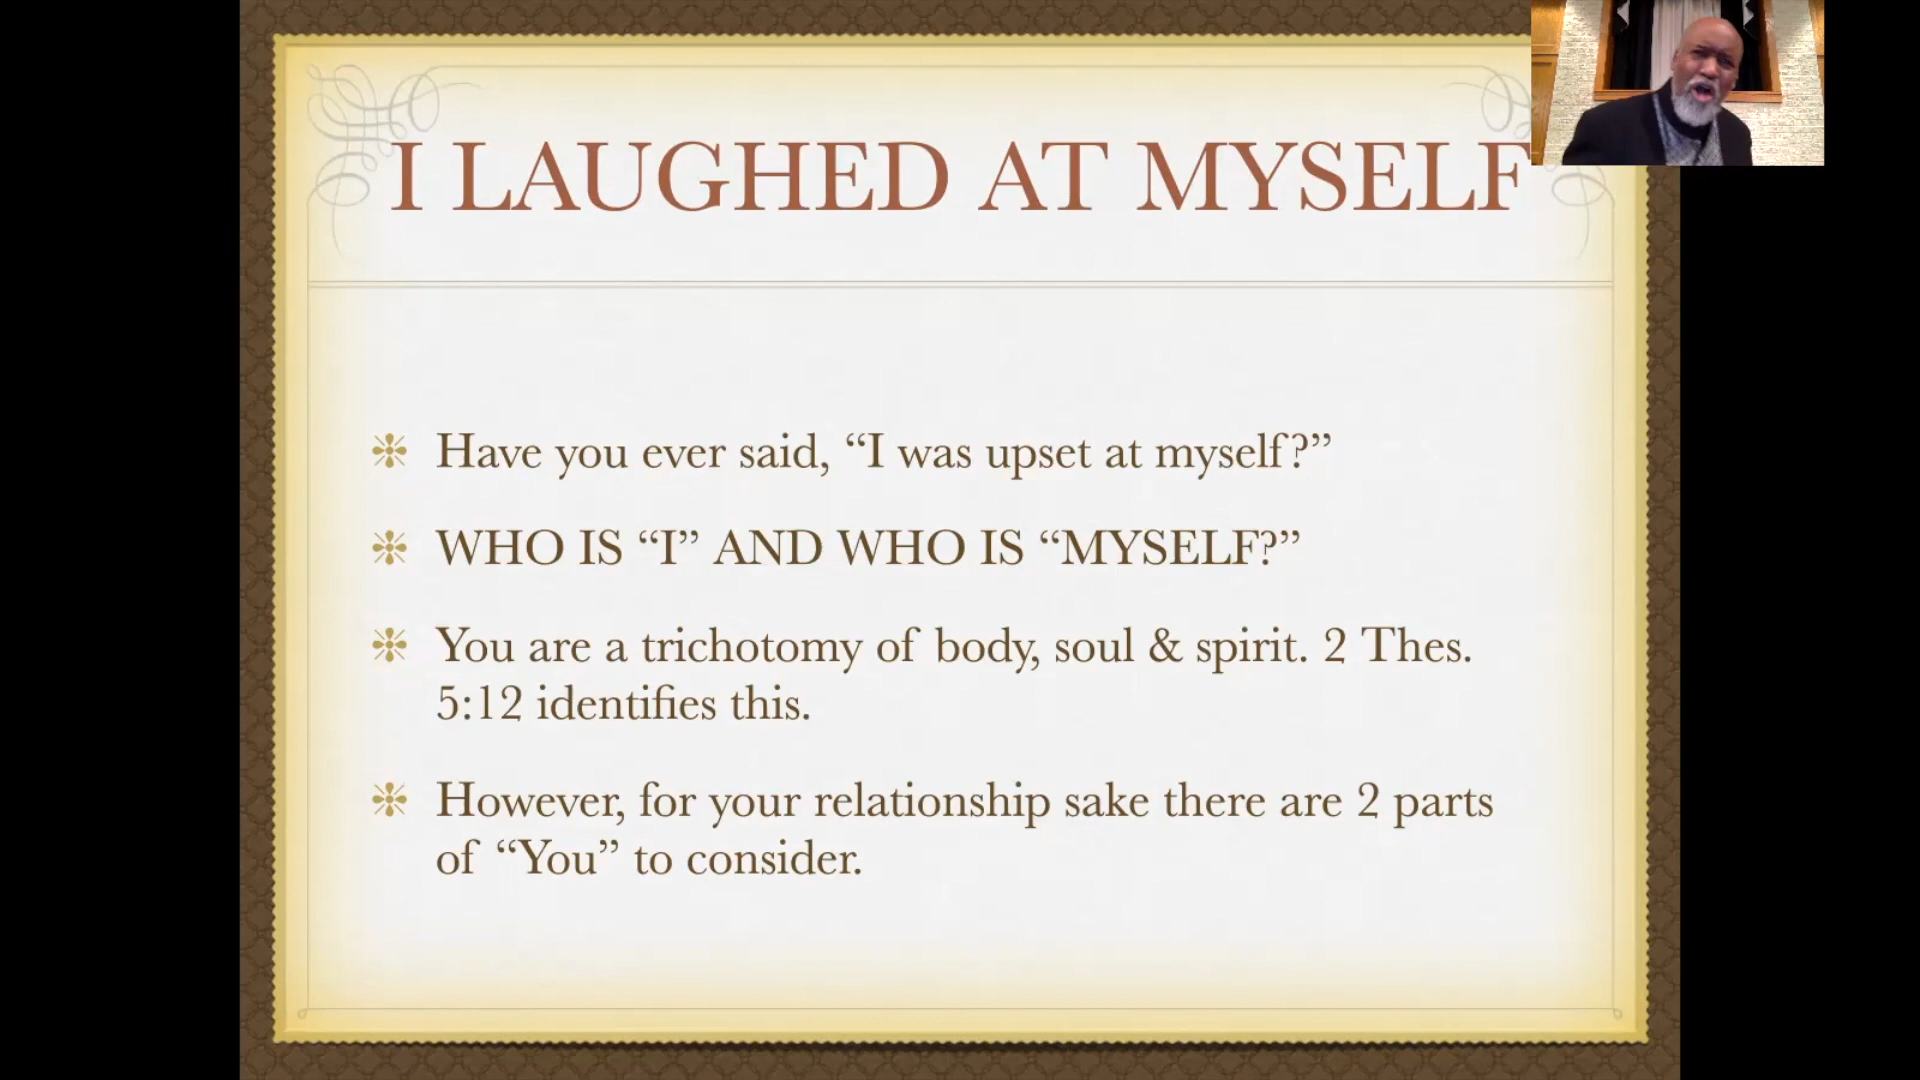 I LAUGHED AT MYSELF
Have you ever said, “I was upset at myself?”
WHO IS “I” AND WHO IS “MYSELF?”
You are a trichotomy of body, soul & spirit. 2 Thes.
5:12 identifies this.
However, for your relationship sake there are 2 parts
of “You” to consider.